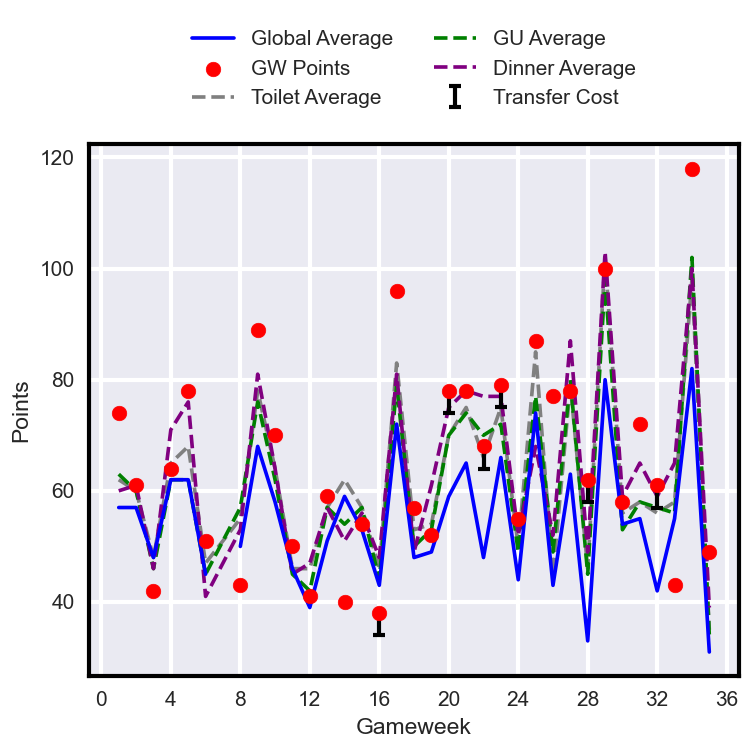 Global Average GU Average
GW Points Dinner Average
Toilet Average Transfer Cost
120
100
80
60
40
Points
0 4 8 12 16 20 24 28 32 36
Gameweek